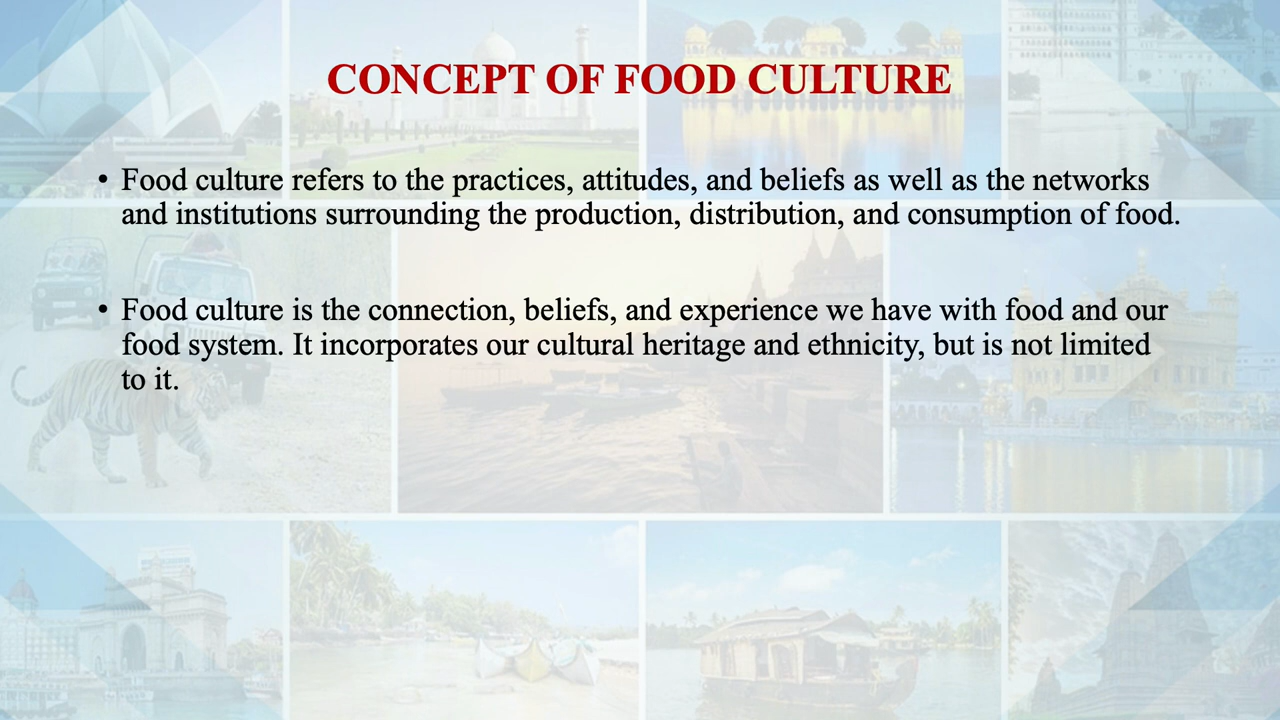 CONCEPT OF FOOD CULTURE
• Food culture refers to the practices, attitudes, and beliefs as well as the networks
and institutions surrounding the production, distribution, and consumption of food.
• Food culture is the connection, beliefs, and experience we have with food and our
food system. It incorporates our cultural heritage and ethnicity, but is not limited
to it.